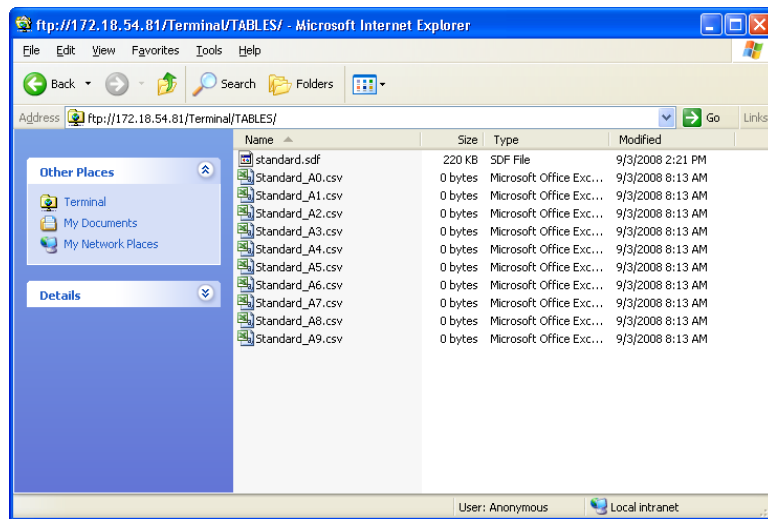 ftp://172.18.54.81/Terminal/TABLES/ - Microsoft Internet Explorer
File Edit View Favorites Tools Help
Back Search Folders
Address ftp://172.18.54.81/Terminal/TABLES/ Go Links
Name Size Type Modified
Other Places
Terminal
My Documents
My Network Places
Details
standard.sdf 220 KB SDF File 9/3/2008 2:21 PM
Standard_A0.csv 0 bytes Microsoft Office Exc... 9/3/2008 8:13 AM
Standard_A1.csv 0 bytes Microsoft Office Exc... 9/3/2008 8:13 AM
Standard_A2.csv 0 bytes Microsoft Office Exc... 9/3/2008 8:13 AM
Standard_A3.csv 0 bytes Microsoft Office Exc... 9/3/2008 8:13 AM
Standard_A4.csv 0 bytes Microsoft Office Exc... 9/3/2008 8:13 AM
Standard_A5.csv 0 bytes Microsoft Office Exc... 9/3/2008 8:13 AM
Standard_A6.csv 0 bytes Microsoft Office Exc... 9/3/2008 8:13 AM
Standard_A7.csv 0 bytes Microsoft Office Exc... 9/3/2008 8:13 AM
Standard_A8.csv 0 bytes Microsoft Office Exc... 9/3/2008 8:13 AM
Standard_A9.csv 0 bytes Microsoft Office Exc... 9/3/2008 8:13 AM
User: Anonymous Local intranet